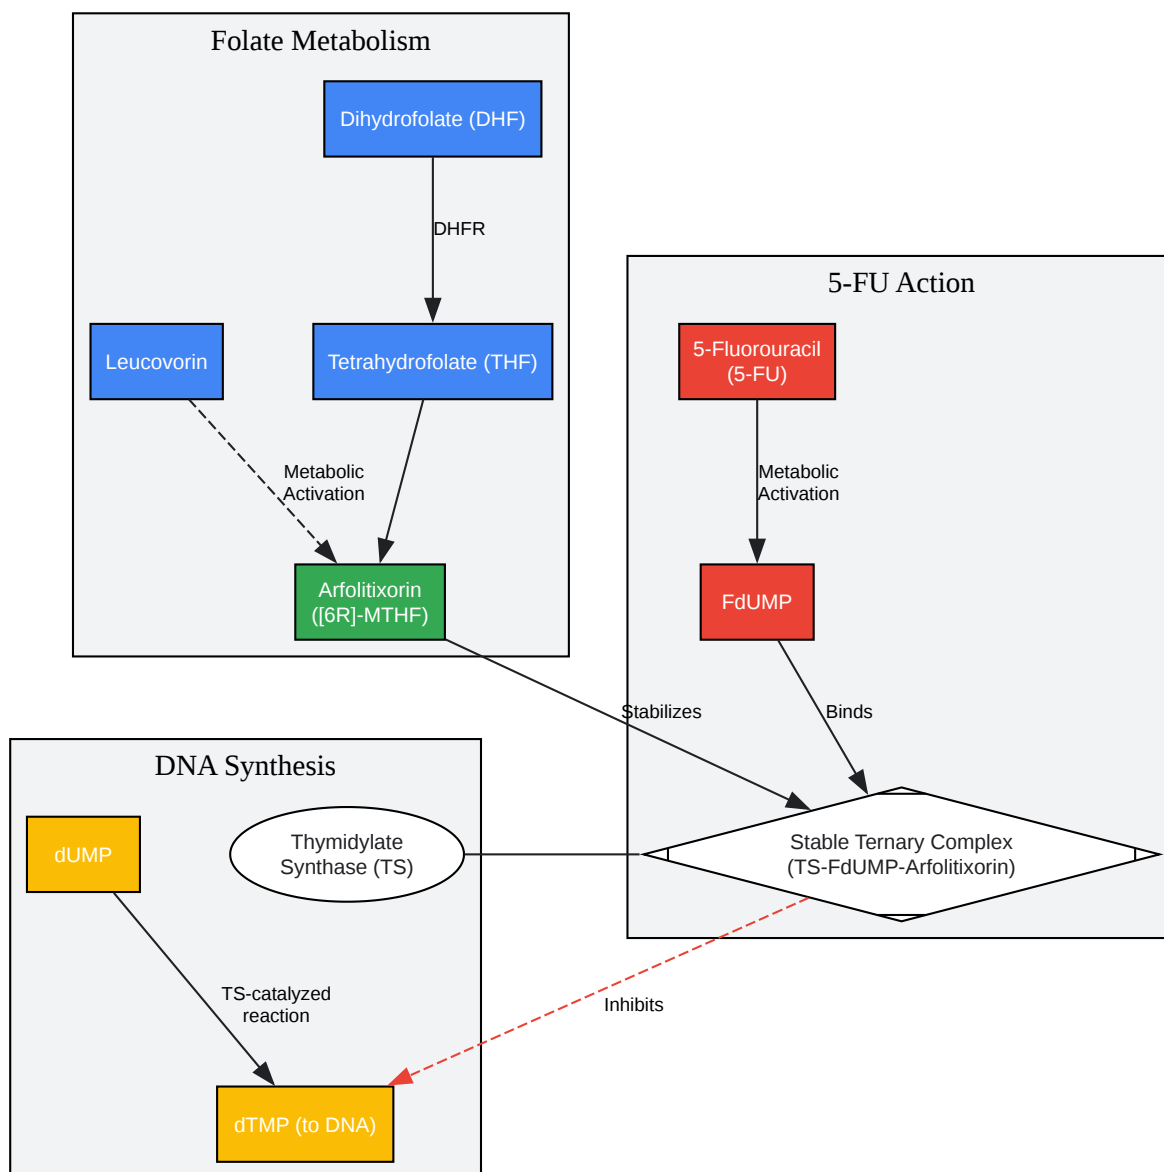 Folate Metabolism
Dihydrofolate (DHF)
DHFR
Leucovorin
Tetrahydrofolate (THF)
Metabolic
Activation
Arfolitixorin
([6R]-MTHF)
5-FU Action
5-Fluorouracil
(5-FU)
Metabolic
Activation
FdUMP
Stabilizes
Binds
Stable Ternary Complex
(TS-FdUMP-Arfolitixorin)
DNA Synthesis
dUMP
Thymidylate
Synthase (TS)
TS-catalyzed
reaction
Inhibits
dTMP (to DNA)